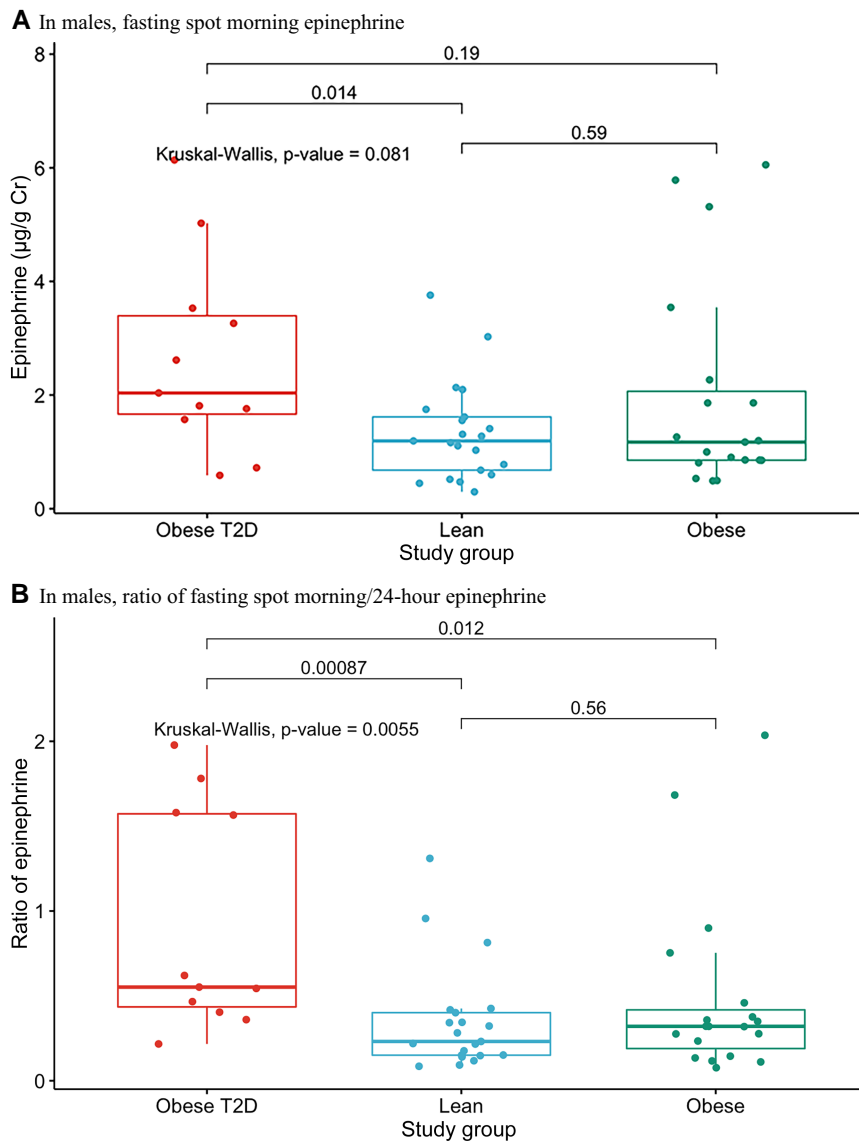 A In males, fasting spot morning epinephrine
8
0.19
0.014
0.59
Kruskal-Wallis, p-value = 0.081
6
4
2
0
Epinephrine (µg/g Cr)
Obese T2D Lean Obese
Study group
B In males, ratio of fasting spot morning/24-hour epinephrine
0.012
0.00087
0.56
Kruskal-Wallis, p-value = 0.0055
2
1
0
Ratio of epinephrine
Obese T2D Lean Obese
Study group